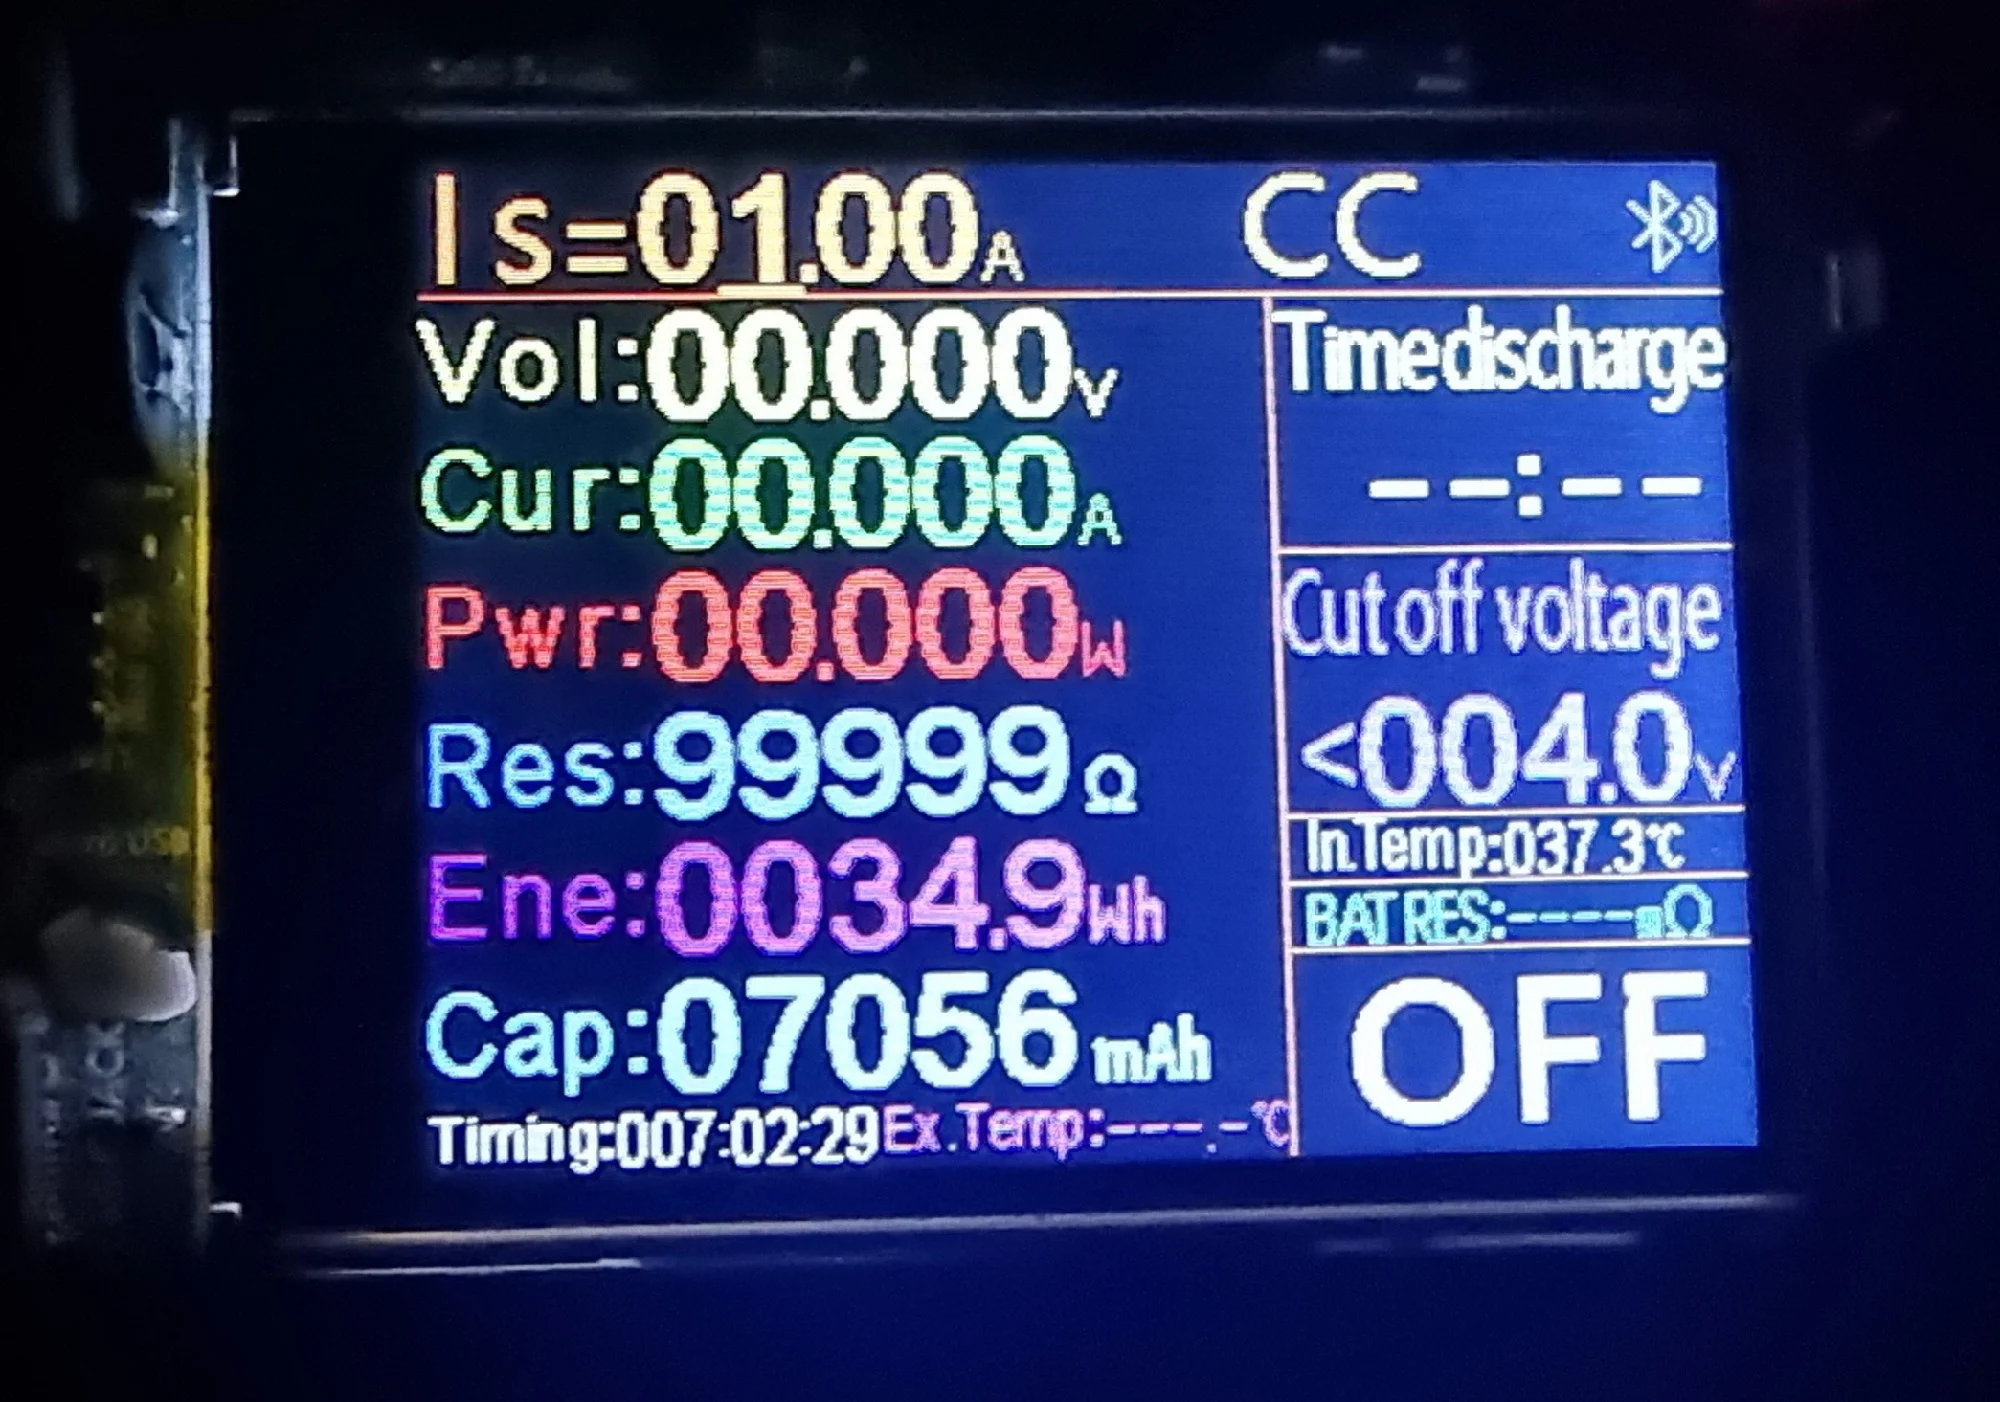 Is=01.00A CC
Vol:00.000V
Cur:00.000A
Pwr:00.000W
Res:99999Ω
Ene:0034.9Wh
Cap:07056mAh
Timing:007:02:29 Ex.Temp:---.-℃
Timedischarge
--:--
Cut off voltage
<004.0V
In.Temp:037.3℃
BAT RES:----mΩ
OFF